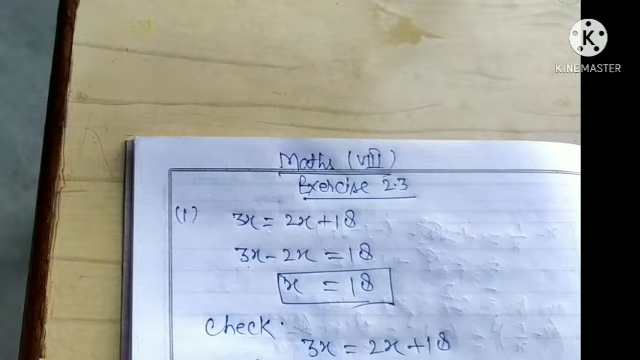 K
KINEMASTER
Maths (VIII)
Exercise 2.3
(1) 3x = 2x + 18
3x - 2x = 18
x = 18
Check.
3x = 2x + 18